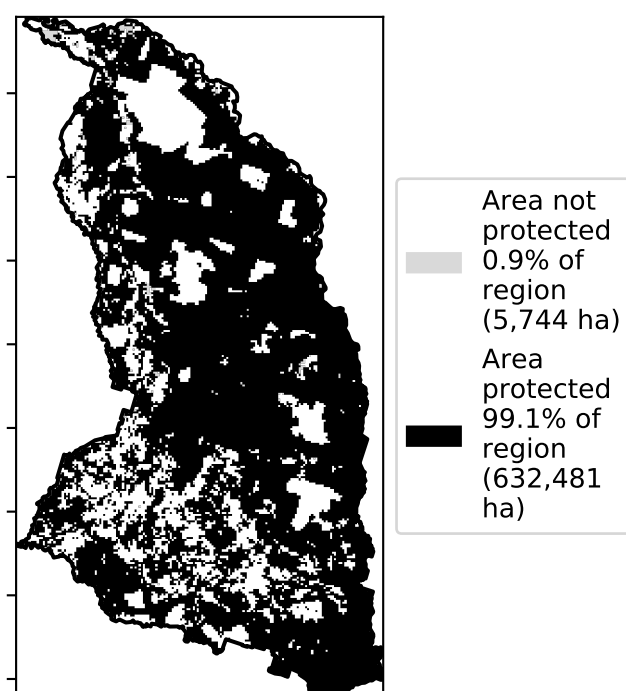 Area not
protected
0.9% of
region
(5,744 ha)
Area
protected
99.1% of
region
(632,481
ha)